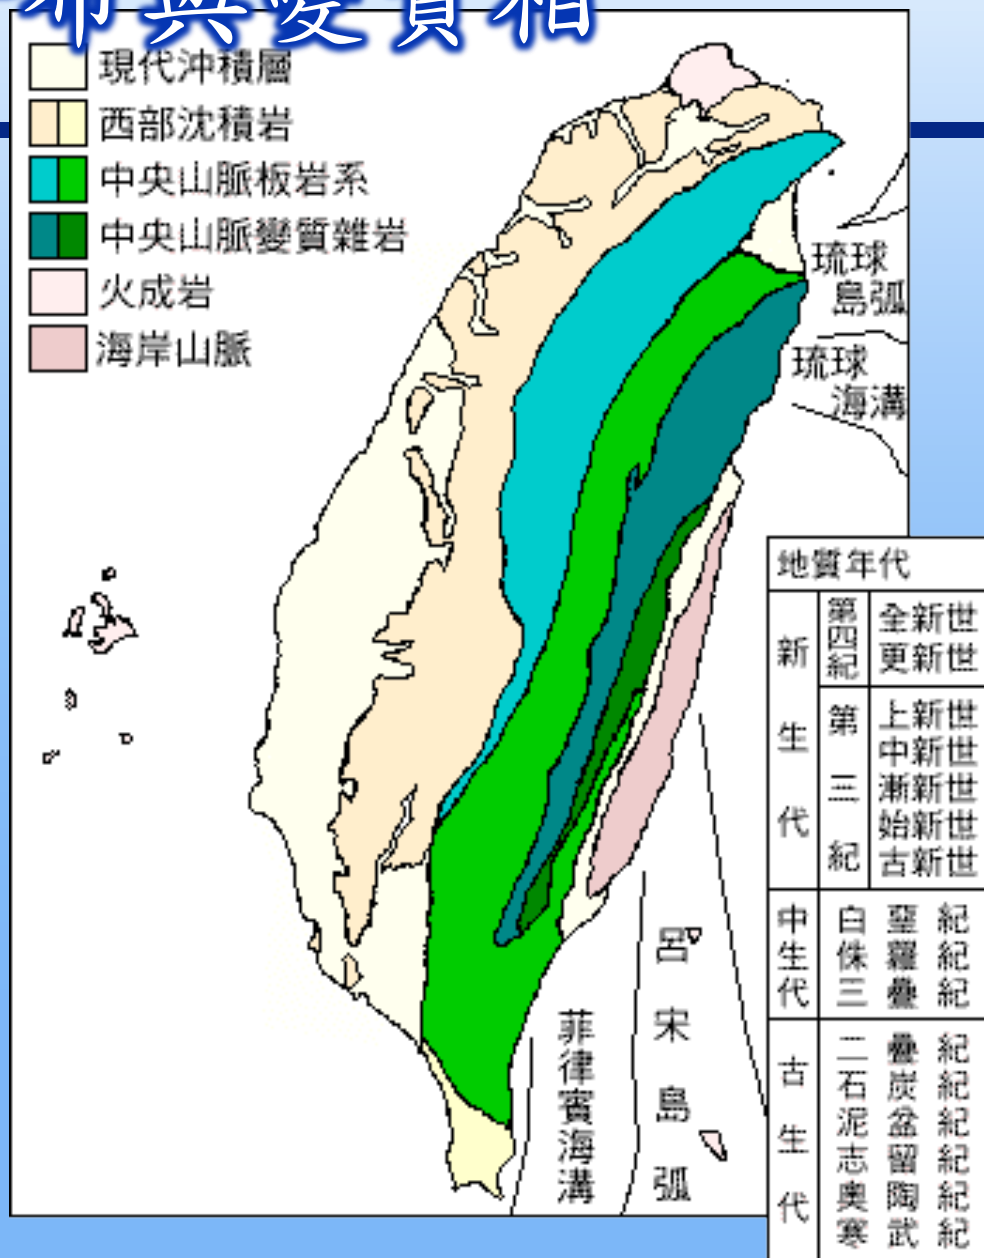 布與變質相
現代沖積層
西部沈積岩
中央山脈板岩系
中央山脈變質雜岩
火成岩
海岸山脈
琉球
島弧
琉球
海溝
菲律賓海溝
呂宋島弧
地質年代
新生代
第四紀
全新世
更新世
第三紀
上新世
中新世
漸新世
始新世
古新世
中生代
白堊紀
侏羅紀
三疊紀
古生代
二疊紀
石炭紀
泥盆紀
志留紀
奧陶紀
寒武紀